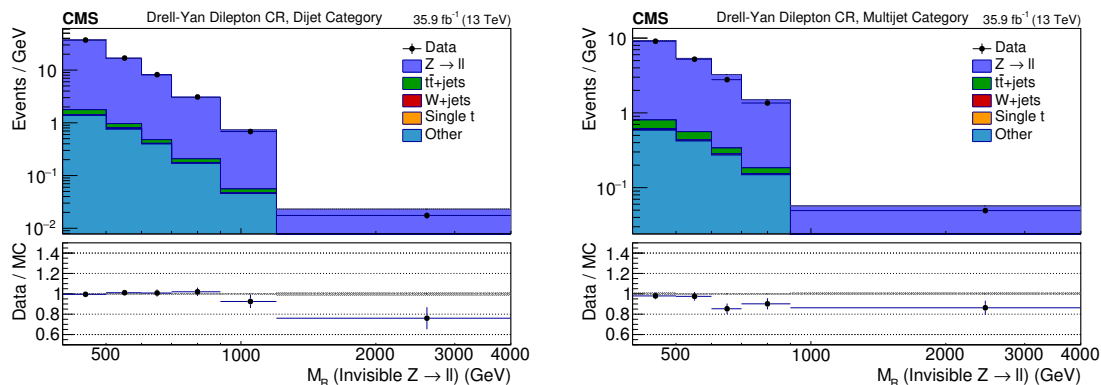 CMS Drell-Yan Dilepton CR, Dijet Category 35.9 fb⁻¹ (13 TeV)
Events / GeV
10
1
10⁻¹
10⁻²
Data
Z → ll
tt̄+jets
W+jets
Single t
Other
Data / MC
1.4
1.2
1
0.8
0.6
500 1000 2000 3000 4000
M_R (Invisible Z → ll) (GeV)
CMS Drell-Yan Dilepton CR, Multijet Category 35.9 fb⁻¹ (13 TeV)
Events / GeV
10
1
10⁻¹
Data
Z → ll
tt̄+jets
W+jets
Single t
Other
Data / MC
1.4
1.2
1
0.8
0.6
500 1000 2000 3000 4000
M_R (Invisible Z → ll) (GeV)